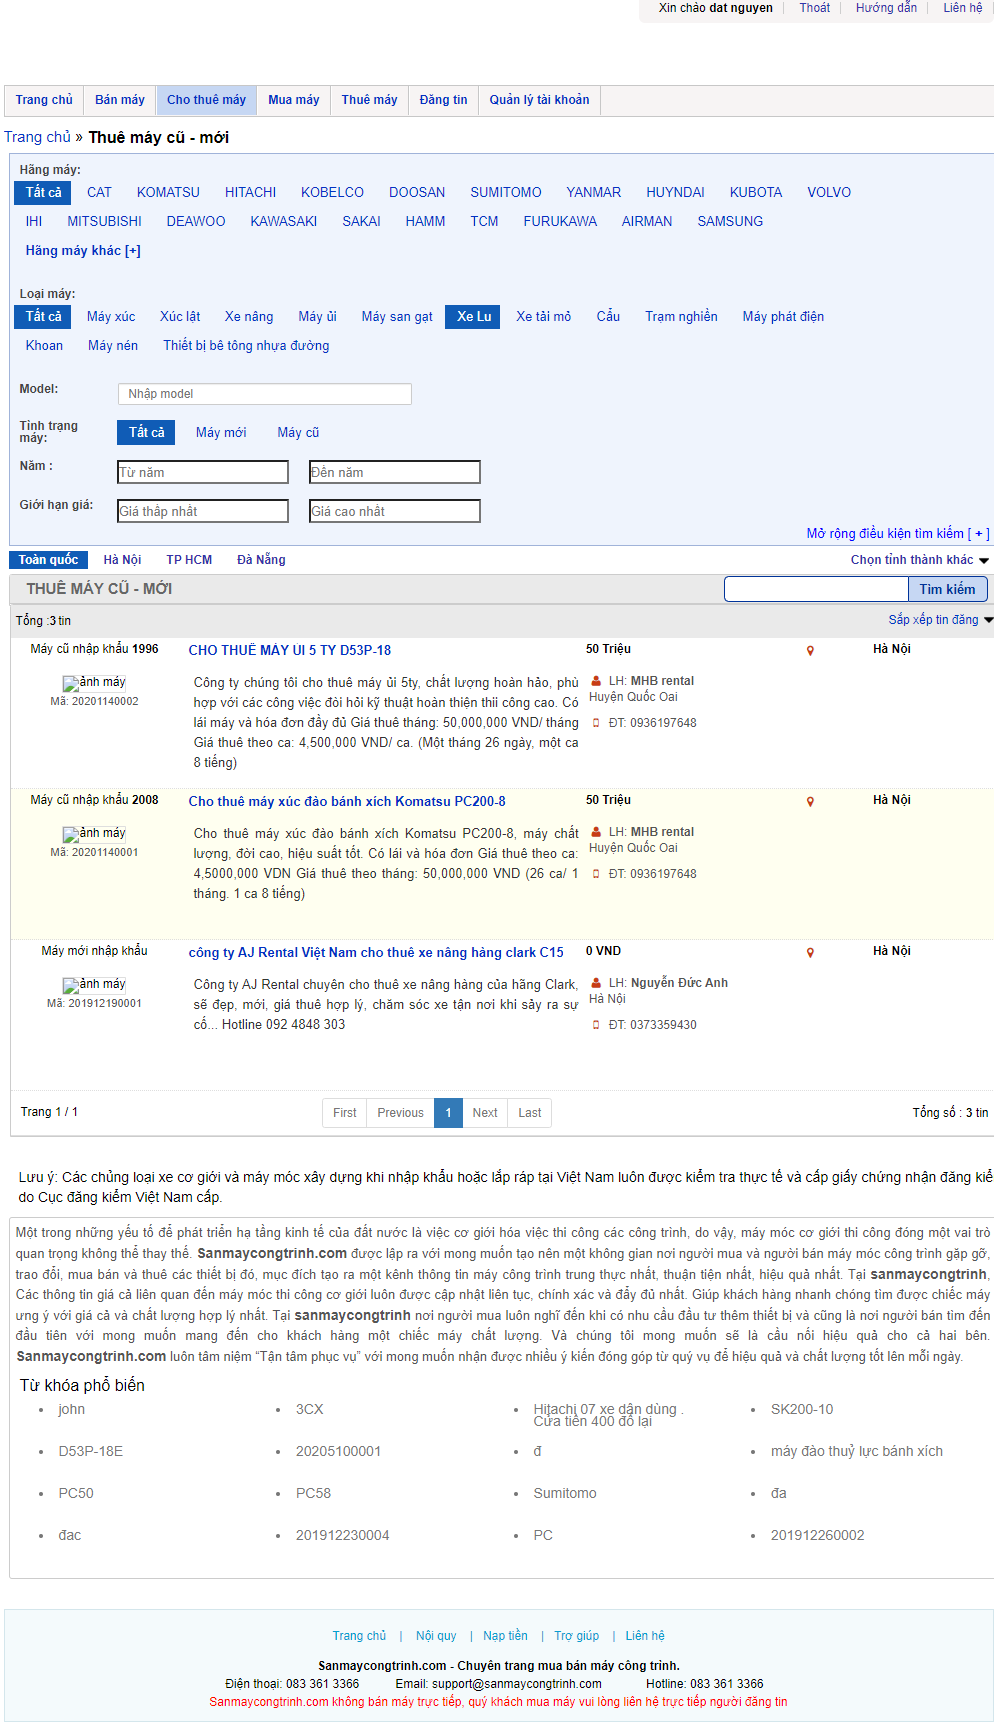 Xin chào dat nguyen | Thoát | Hướng dẫn | Liên hệ
Trang chủ Bán máy Cho thuê máy Mua máy Thuê máy Đăng tin Quản lý tài khoản
Trang chủ » Thuê máy cũ - mới
Hãng máy:
Tất cả CAT KOMATSU HITACHI KOBELCO DOOSAN SUMITOMO YANMAR HUYNDAI KUBOTA VOLVO
IHI MITSUBISHI DEAWOO KAWASAKI SAKAI HAMM TCM FURUKAWA AIRMAN SAMSUNG
Hãng máy khác [+]
Loại máy:
Tất cả Máy xúc Xúc lật Xe nâng Máy ủi Máy san gạt Xe Lu Xe tải mỏ Cẩu Trạm nghiền Máy phát điện
Khoan Máy nén Thiết bị bê tông nhựa đường
Model: Nhập model
Tình trạng
máy: Tất cả Máy mới Máy cũ
Năm : Từ năm Đến năm
Giới hạn giá: Giá thấp nhất Giá cao nhất
Mở rộng điều kiện tìm kiếm [ + ]
Toàn quốc Hà Nội TP HCM Đà Nẵng Chọn tỉnh thành khác
THUÊ MÁY CŨ - MỚI Tìm kiếm
Tổng :3 tin Sắp xếp tin đăng
Máy cũ nhập khẩu 1996 CHO THUÊ MÁY ỦI 5 TY D53P-18 50 Triệu Hà Nội
ảnh máy
Mã: 20201140002
Công ty chúng tôi cho thuê máy ủi 5ty, chất lượng hoàn hảo, phù
hợp với các công việc đòi hỏi kỹ thuật hoàn thiện thii công cao. Có
lái máy và hóa đơn đầy đủ Giá thuê tháng: 50,000,000 VND/ tháng
Giá thuê theo ca: 4,500,000 VND/ ca. (Một tháng 26 ngày, một ca
8 tiếng)
LH: MHB rental
Huyện Quốc Oai
ĐT: 0936197648
Máy cũ nhập khẩu 2008 Cho thuê máy xúc đào bánh xích Komatsu PC200-8 50 Triệu Hà Nội
ảnh máy
Mã: 20201140001
Cho thuê máy xúc đào bánh xích Komatsu PC200-8, máy chất
lượng, đời cao, hiệu suất tốt. Có lái và hóa đơn Giá thuê theo ca:
4,5000,000 VDN Giá thuê theo tháng: 50,000,000 VND (26 ca/ 1
tháng. 1 ca 8 tiếng)
LH: MHB rental
Huyện Quốc Oai
ĐT: 0936197648
Máy mới nhập khẩu công ty AJ Rental Việt Nam cho thuê xe nâng hàng clark C15 0 VND Hà Nội
ảnh máy
Mã: 201912190001
Công ty AJ Rental chuyên cho thuê xe nâng hàng của hãng Clark,
sẽ đẹp, mới, giá thuê hợp lý, chăm sóc xe tận nơi khi sảy ra sự
cố... Hotline 092 4848 303
LH: Nguyễn Đức Anh
Hà Nội
ĐT: 0373359430
Trang 1 / 1 First Previous 1 Next Last Tổng số : 3 tin
Lưu ý: Các chủng loại xe cơ giới và máy móc xây dựng khi nhập khẩu hoặc lắp ráp tại Việt Nam luôn được kiểm tra thực tế và cấp giấy chứng nhận đăng kiể
do Cục đăng kiểm Việt Nam cấp.
Một trong những yếu tố để phát triển hạ tầng kinh tế của đất nước là việc cơ giới hóa việc thi công các công trình, do vậy, máy móc cơ giới thi công đóng một vai trò
quan trọng không thể thay thế. Sanmaycongtrinh.com được lập ra với mong muốn tạo nên một không gian nơi người mua và người bán máy móc công trình gặp gỡ,
trao đổi, mua bán và thuê các thiết bị đó, mục đích tạo ra một kênh thông tin máy công trình trung thực nhất, thuận tiện nhất, hiệu quả nhất. Tại sanmaycongtrinh,
Các thông tin giá cả liên quan đến máy móc thi công cơ giới luôn được cập nhật liên tục, chính xác và đầy đủ nhất. Giúp khách hàng nhanh chóng tìm được chiếc máy
ưng ý với giá cả và chất lượng hợp lý nhất. Tại sanmaycongtrinh nơi người mua luôn nghĩ đến khi có nhu cầu đầu tư thêm thiết bị và cũng là nơi người bán tìm đến
đầu tiên với mong muốn mang đến cho khách hàng một chiếc máy chất lượng. Và chúng tôi mong muốn sẽ là cầu nối hiệu quả cho cả hai bên.
Sanmaycongtrinh.com luôn tâm niệm “Tận tâm phục vụ” với mong muốn nhận được nhiều ý kiến đóng góp từ quý vụ để hiệu quả và chất lượng tốt lên mỗi ngày.
Từ khóa phổ biến
john 3CX Hitachi 07 xe dân dùng .
Cửa tiền 400 đổ lại SK200-10
D53P-18E 20205100001 đ máy đào thuỷ lực bánh xích
PC50 PC58 Sumitomo đa
đac 201912230004 PC 201912260002
Trang chủ | Nội quy | Nạp tiền | Trợ giúp | Liên hệ
Sanmaycongtrinh.com - Chuyên trang mua bán máy công trình.
Điện thoại: 083 361 3366 Email: support@sanmaycongtrinh.com Hotline: 083 361 3366
Sanmaycongtrinh.com không bán máy trực tiếp, quý khách mua máy vui lòng liên hệ trực tiếp người đăng tin